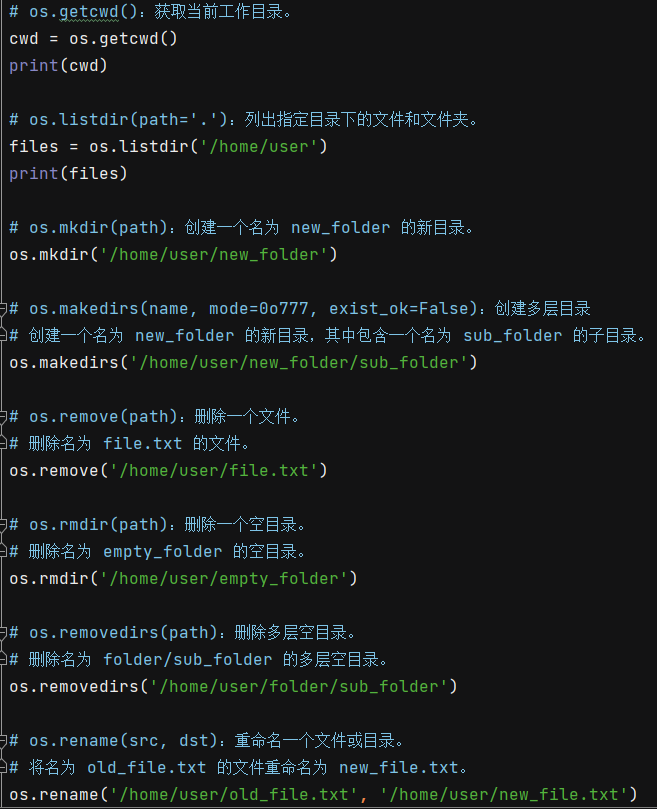 # os.getcwd()：获取当前工作目录。
cwd = os.getcwd()
print(cwd)
# os.listdir(path='.')：列出指定目录下的文件和文件夹。
files = os.listdir('/home/user')
print(files)
# os.mkdir(path)：创建一个名为 new_folder 的新目录。
os.mkdir('/home/user/new_folder')
# os.makedirs(name, mode=0o777, exist_ok=False)：创建多层目录
# 创建一个名为 new_folder 的新目录，其中包含一个名为 sub_folder 的子目录。
os.makedirs('/home/user/new_folder/sub_folder')
# os.remove(path)：删除一个文件。
# 删除名为 file.txt 的文件。
os.remove('/home/user/file.txt')
# os.rmdir(path)：删除一个空目录。
# 删除名为 empty_folder 的空目录。
os.rmdir('/home/user/empty_folder')
# os.removedirs(path)：删除多层空目录。
# 删除名为 folder/sub_folder 的多层空目录。
os.removedirs('/home/user/folder/sub_folder')
# os.rename(src, dst)：重命名一个文件或目录。
# 将名为 old_file.txt 的文件重命名为 new_file.txt。
os.rename('/home/user/old_file.txt', '/home/user/new_file.txt')